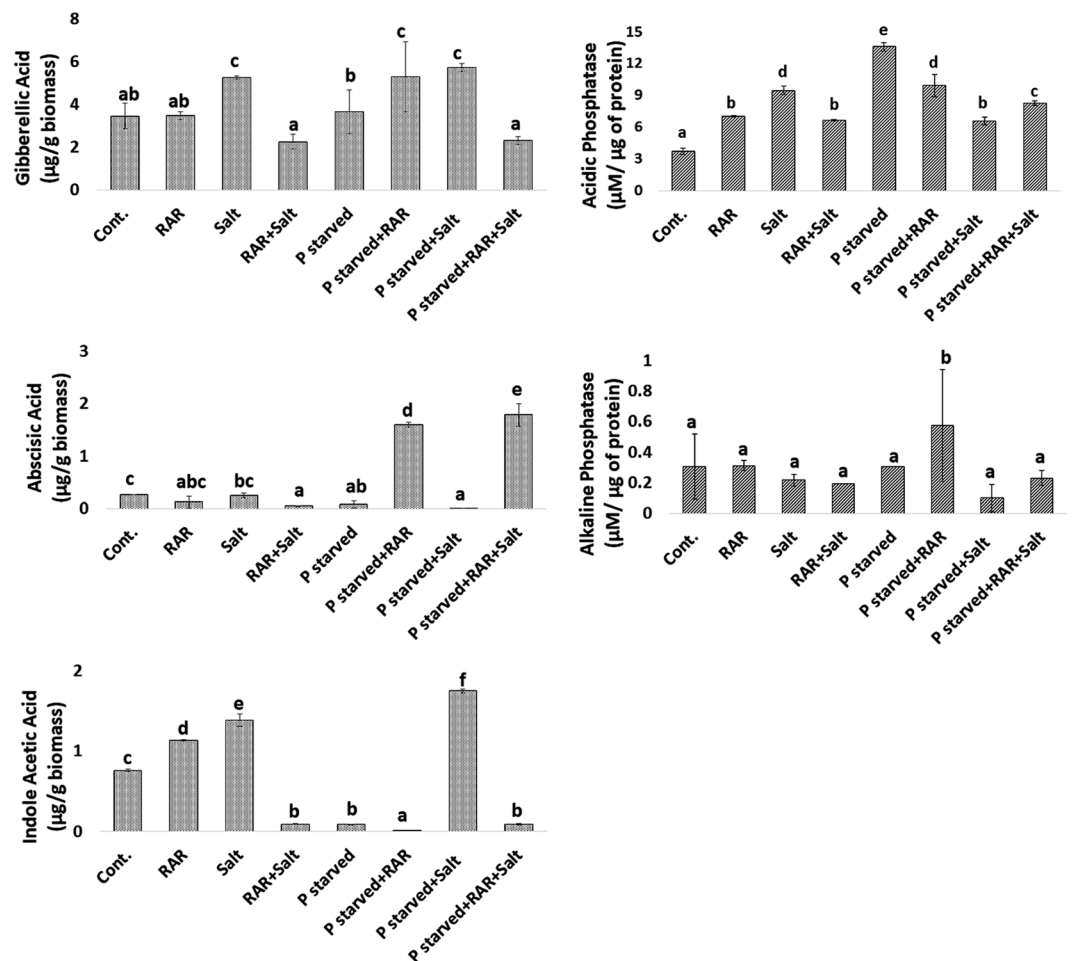 Gibberellic Acid
(µg/g biomass)
8
6
4
2
0
ab
ab
c
a
b
c
c
a
Cont.
RAR
Salt
RAR+Salt
P starved
P starved+RAR
P starved+Salt
P starved+RAR+Salt
Acidic Phosphatase
(µM/ µg of protein)
15
12
9
6
3
0
a
b
d
b
e
d
b
c
Cont.
RAR
Salt
RAR+Salt
P starved
P starved+RAR
P starved+Salt
P starved+RAR+Salt
Abscisic Acid
(µg/g biomass)
3
2
1
0
c
abc
bc
a
ab
d
a
e
Cont.
RAR
Salt
RAR+Salt
P starved
P starved+RAR
P starved+Salt
P starved+RAR+Salt
Alkaline Phosphatase
(µM/ µg of protein)
1
0.8
0.6
0.4
0.2
0
a
a
a
a
a
b
a
a
Cont.
RAR
Salt
RAR+Salt
P starved
P starved+RAR
P starved+Salt
P starved+RAR+Salt
Indole Acetic Acid
(µg/g biomass)
2
1
0
c
d
e
b
b
a
f
b
Cont.
RAR
Salt
RAR+Salt
P starved
P starved+RAR
P starved+Salt
P starved+RAR+Salt